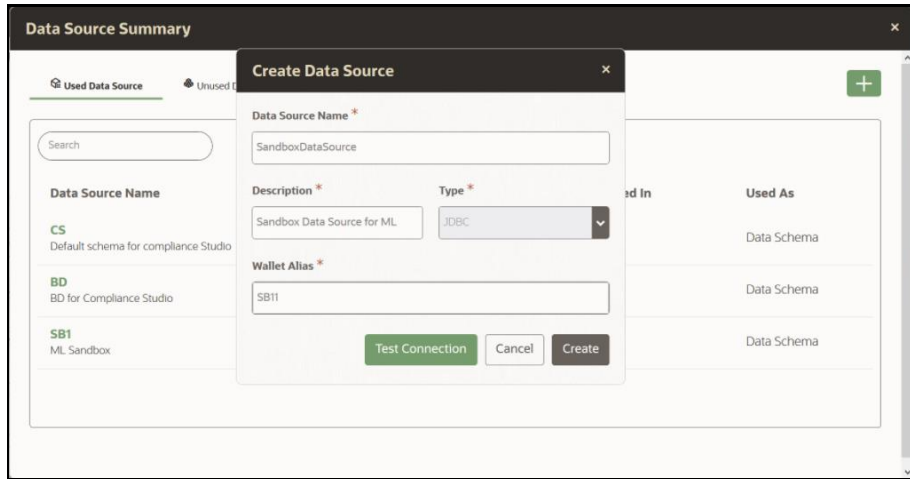 Data Source Summary
×
Used Data Source
Unused D
+
Search
Data Source Name
ed In
Used As
CS
Default schema for compliance Studio
Data Schema
BD
BD for Compliance Studio
Data Schema
SB1
ML Sandbox
Data Schema
Create Data Source
×
Data Source Name *
SandboxDataSource
Description *
Type *
Sandbox Data Source for ML
JDBC
Wallet Alias *
SB11
Test Connection
Cancel
Create